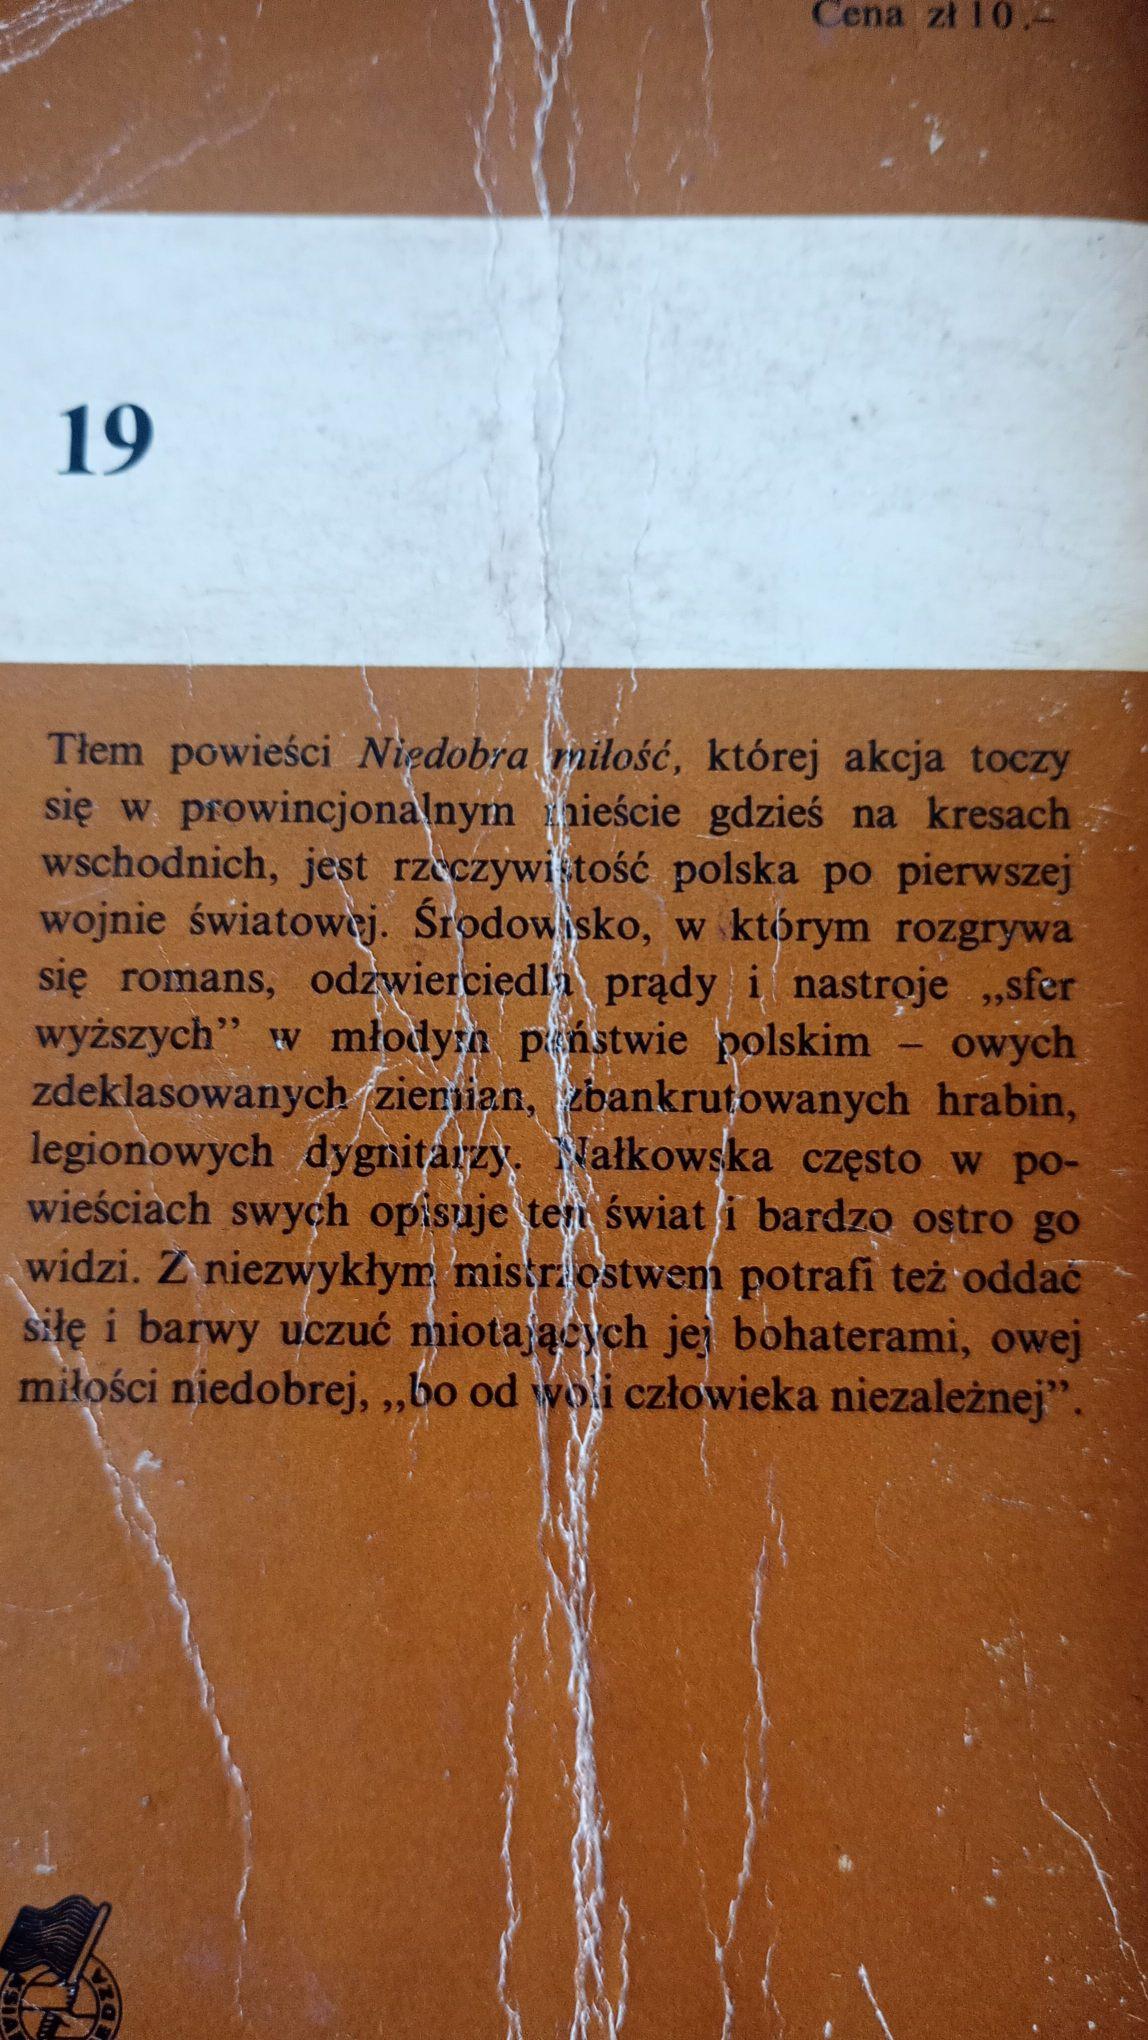 Cena zł 10.–
19
Tłem powieści Niedobra miłość, której akcja toczy
się w prowincjonalnym mieście gdzieś na kresach
wschodnich, jest rzeczywistość polska po pierwszej
wojnie światowej. Środowisko, w którym rozgrywa
się romans, odzwierciedla prądy i nastroje „sfer
wyższych” w młodym państwie polskim – owych
zdeklasowanych ziemian, zbankrutowanych hrabin,
legionowych dygnitarzy. Nałkowska często w po-
wieściach swych opisuje ten świat i bardzo ostro go
widzi. Z niezwykłym mistrzostwem potrafi też oddać
siłę i barwy uczuć miotających jej bohaterami, owej
miłości niedobrej, „bo od woli człowieka niezależnej”.